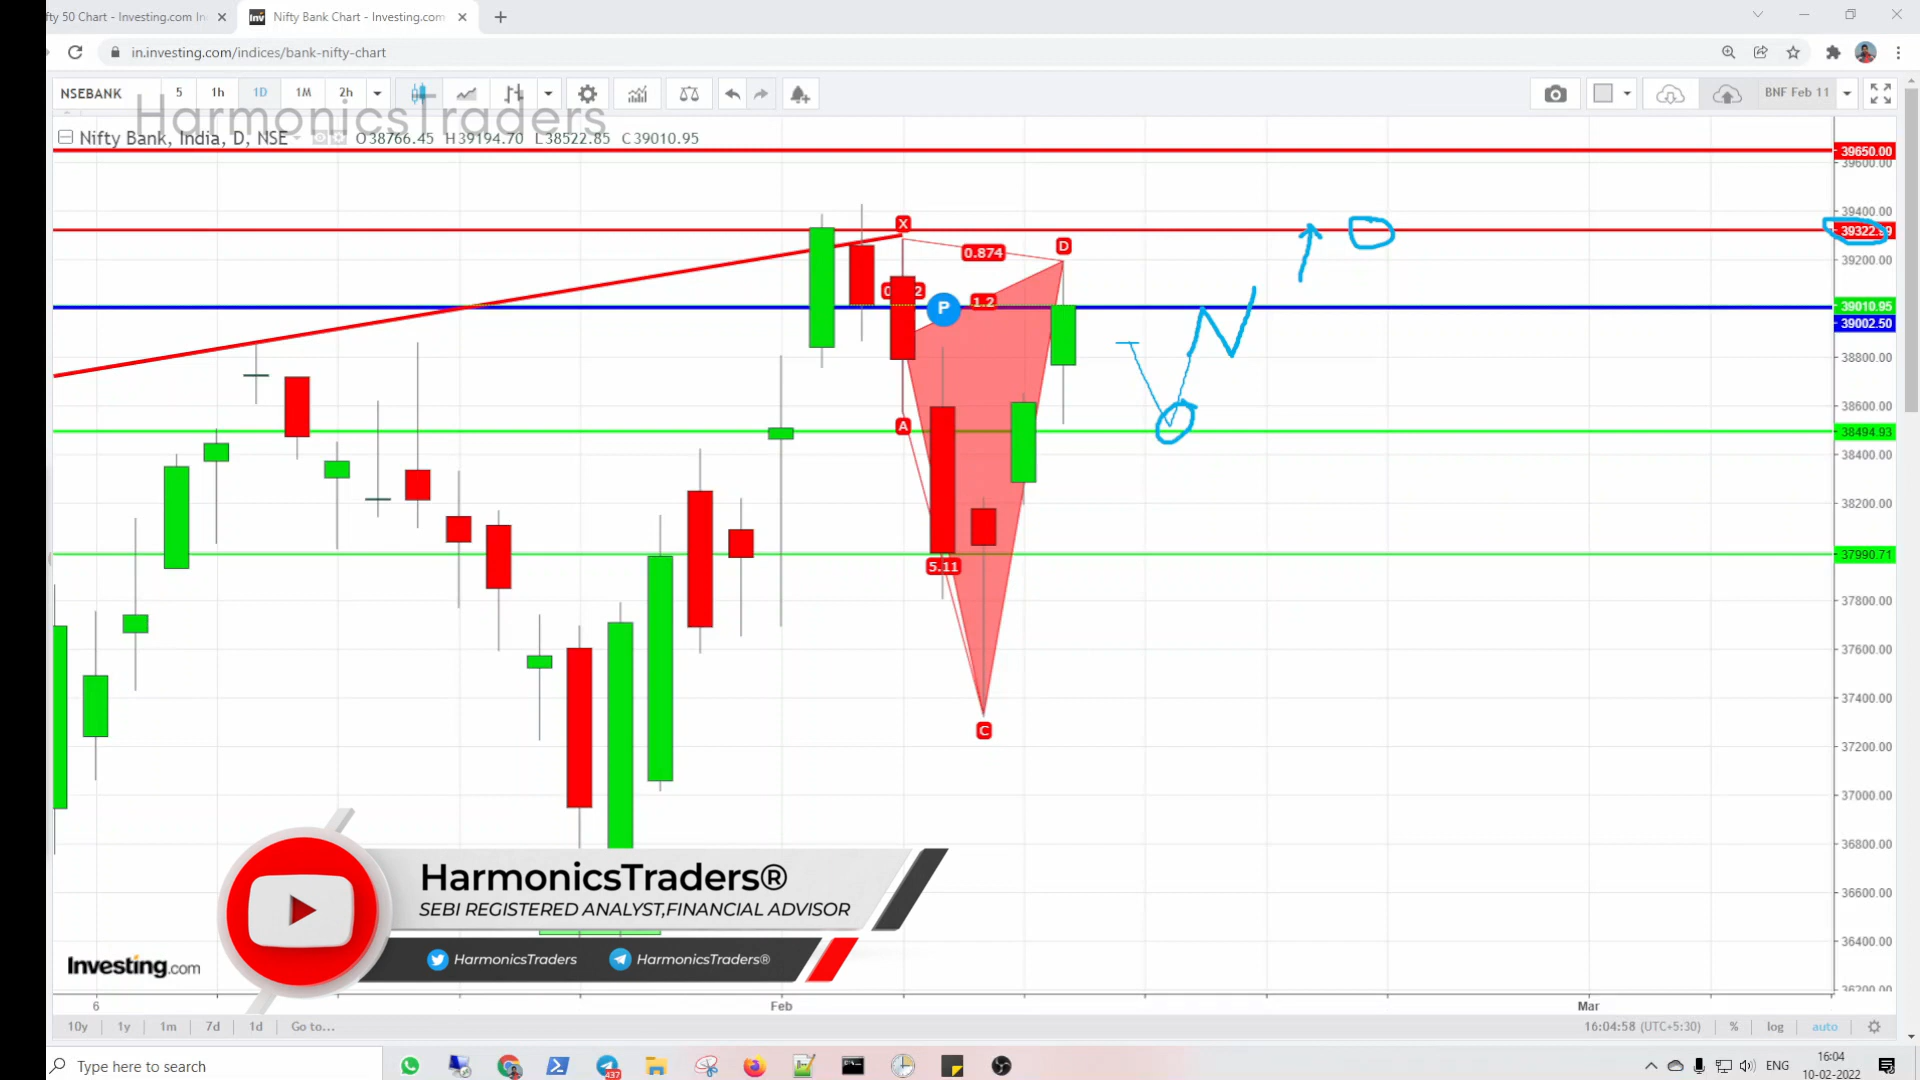 fty 50 Chart - Investing.com In
Nifty Bank Chart - Investing.com
in.investing.com/indices/bank-nifty-chart
NSEBANK 5 1h 1D 1M 2h BNF Feb 11
HarmonicsTraders
Nifty Bank, India, D, NSE O38766.45 H39194.70 L38522.85 C39010.95
39650.00
39600.00
39400.00
39322.99
39200.00
39010.95
39002.50
38800.00
38600.00
38494.93
38400.00
38200.00
37990.71
37800.00
37600.00
37400.00
37200.00
37000.00
36800.00
36600.00
36400.00
36200.00
X
D
0.874
1.2
P
A
5.11
C
HarmonicsTraders®
SEBI REGISTERED ANALYST,FINANCIAL ADVISOR
HarmonicsTraders HarmonicsTraders®
Investing.com
6 Feb Mar
10y 1y 1m 7d 1d Go to... 16:04:58 (UTC+5:30) % log auto
Type here to search
437
ENG
16:04
10-02-2022